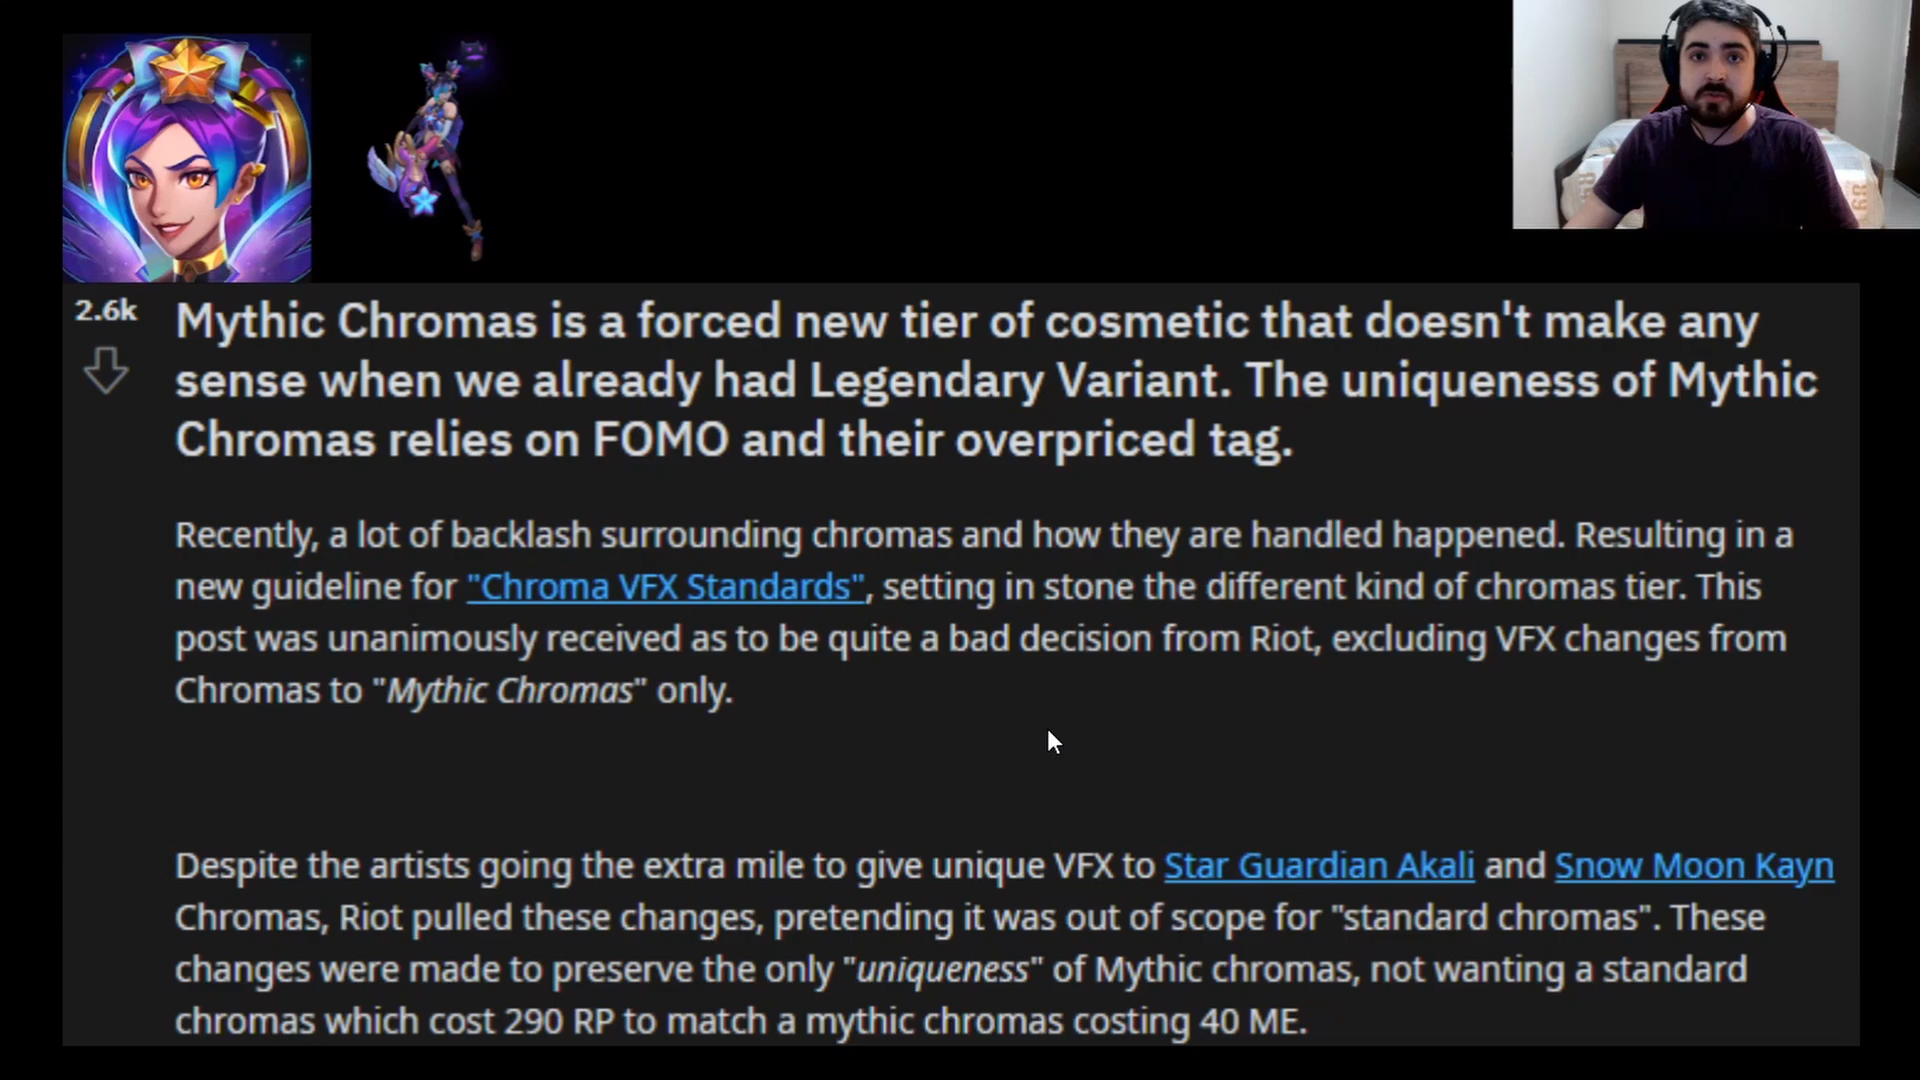 2.6k
Mythic Chromas is a forced new tier of cosmetic that doesn't make any
sense when we already had Legendary Variant. The uniqueness of Mythic
Chromas relies on FOMO and their overpriced tag.
Recently, a lot of backlash surrounding chromas and how they are handled happened. Resulting in a
new guideline for "Chroma VFX Standards", setting in stone the different kind of chromas tier. This
post was unanimously received as to be quite a bad decision from Riot, excluding VFX changes from
Chromas to "Mythic Chromas" only.
Despite the artists going the extra mile to give unique VFX to Star Guardian Akali and Snow Moon Kayn
Chromas, Riot pulled these changes, pretending it was out of scope for "standard chromas". These
changes were made to preserve the only "uniqueness" of Mythic chromas, not wanting a standard
chromas which cost 290 RP to match a mythic chromas costing 40 ME.